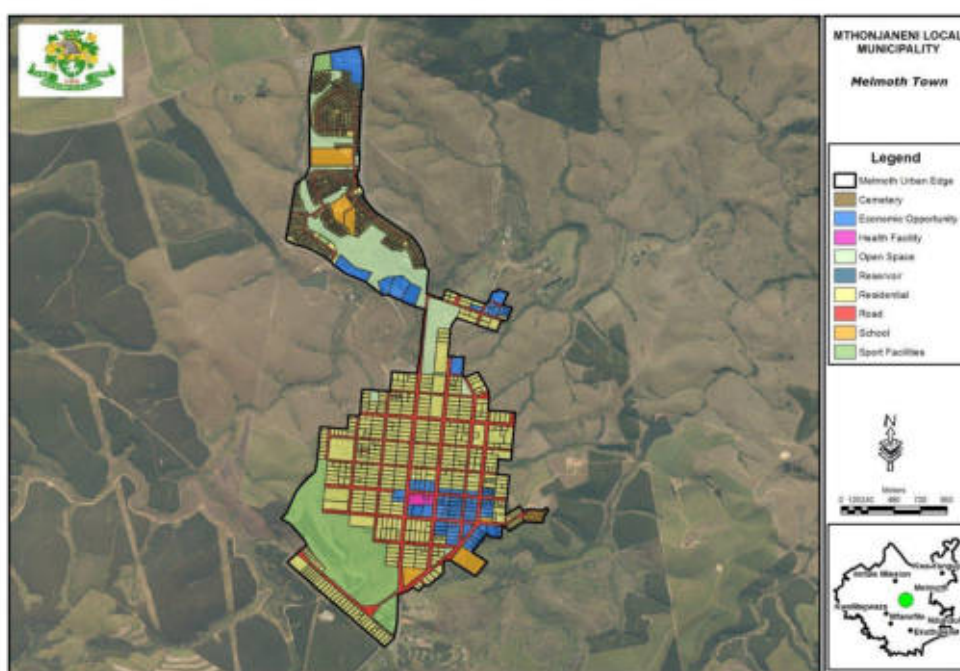 MTHONJANENI LOCAL
MUNICIPALITY
Melmoth Town
Legend
Melmoth Urban Edge
Cemetery
Economic Opportunity
Health Facility
Open Space
Reservoir
Residential
Road
School
Sport Facilities
N
Meters
Melmoth